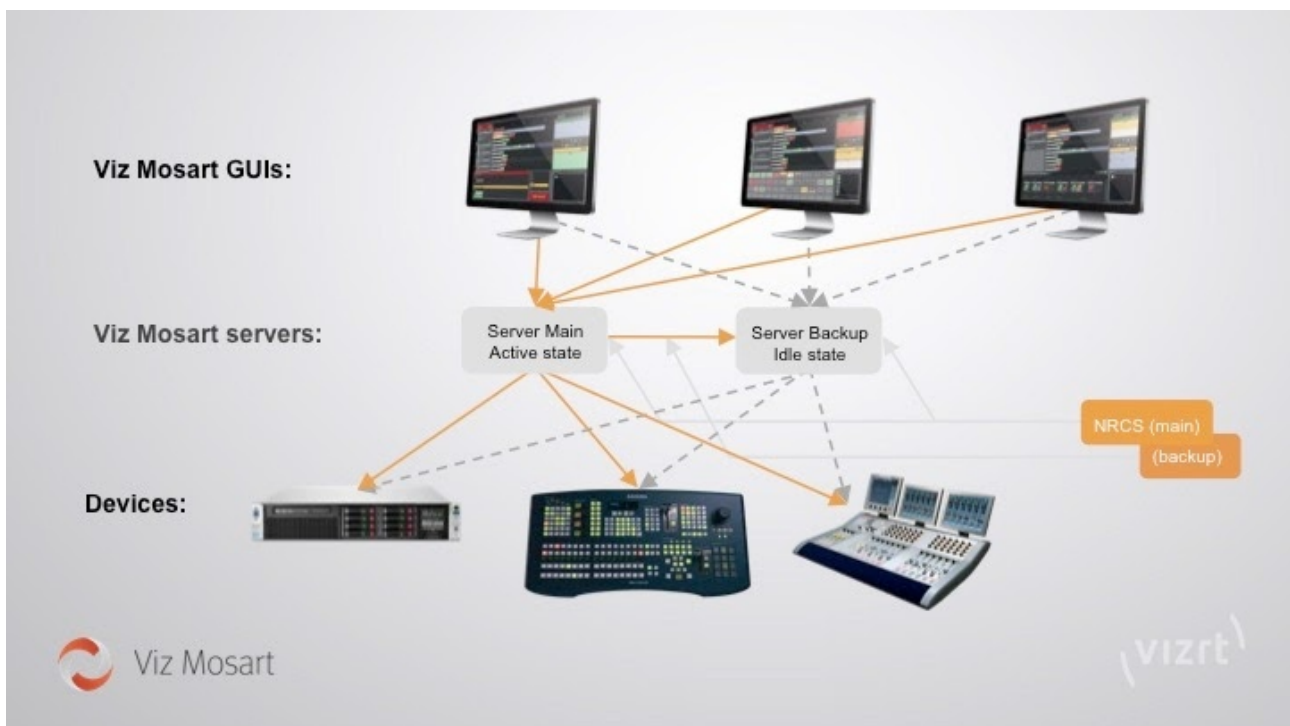 Viz Mosart GUIs:
Viz Mosart servers:
Server Main
Active state
Server Backup
Idle state
NRCS (main)
(backup)
Devices:
Viz Mosart
vizrt